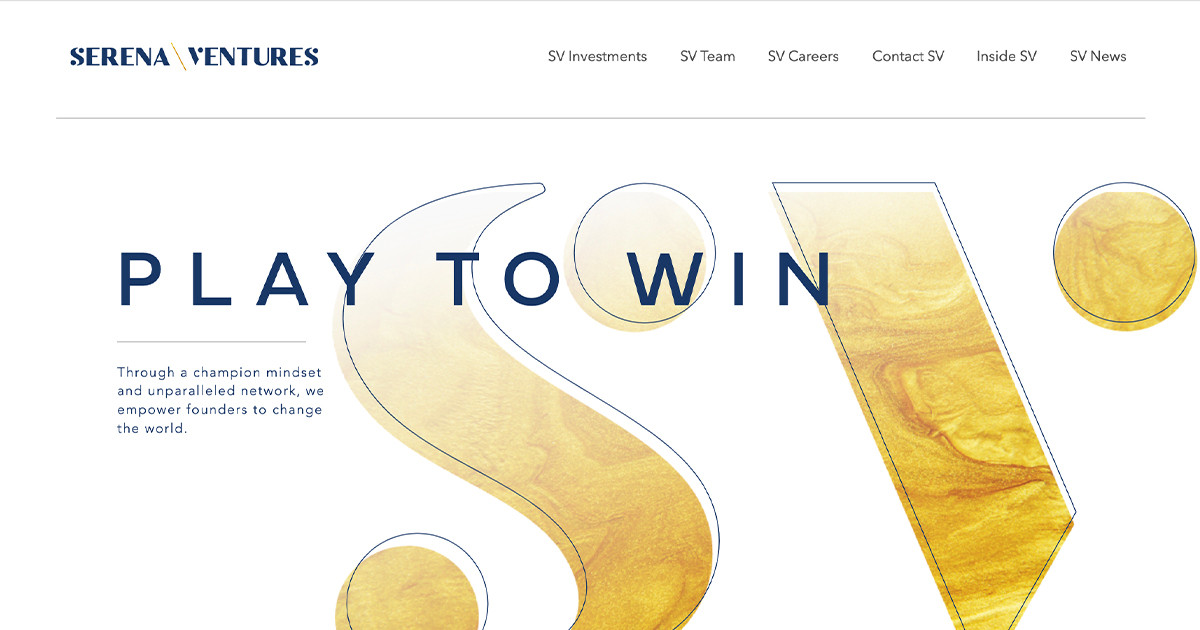 SERENA\VENTURES
SV Investments SV Team SV Careers Contact SV Inside SV SV News
PLAY TO WIN
Through a champion mindset
and unparalleled network, we
empower founders to change
the world.
SV